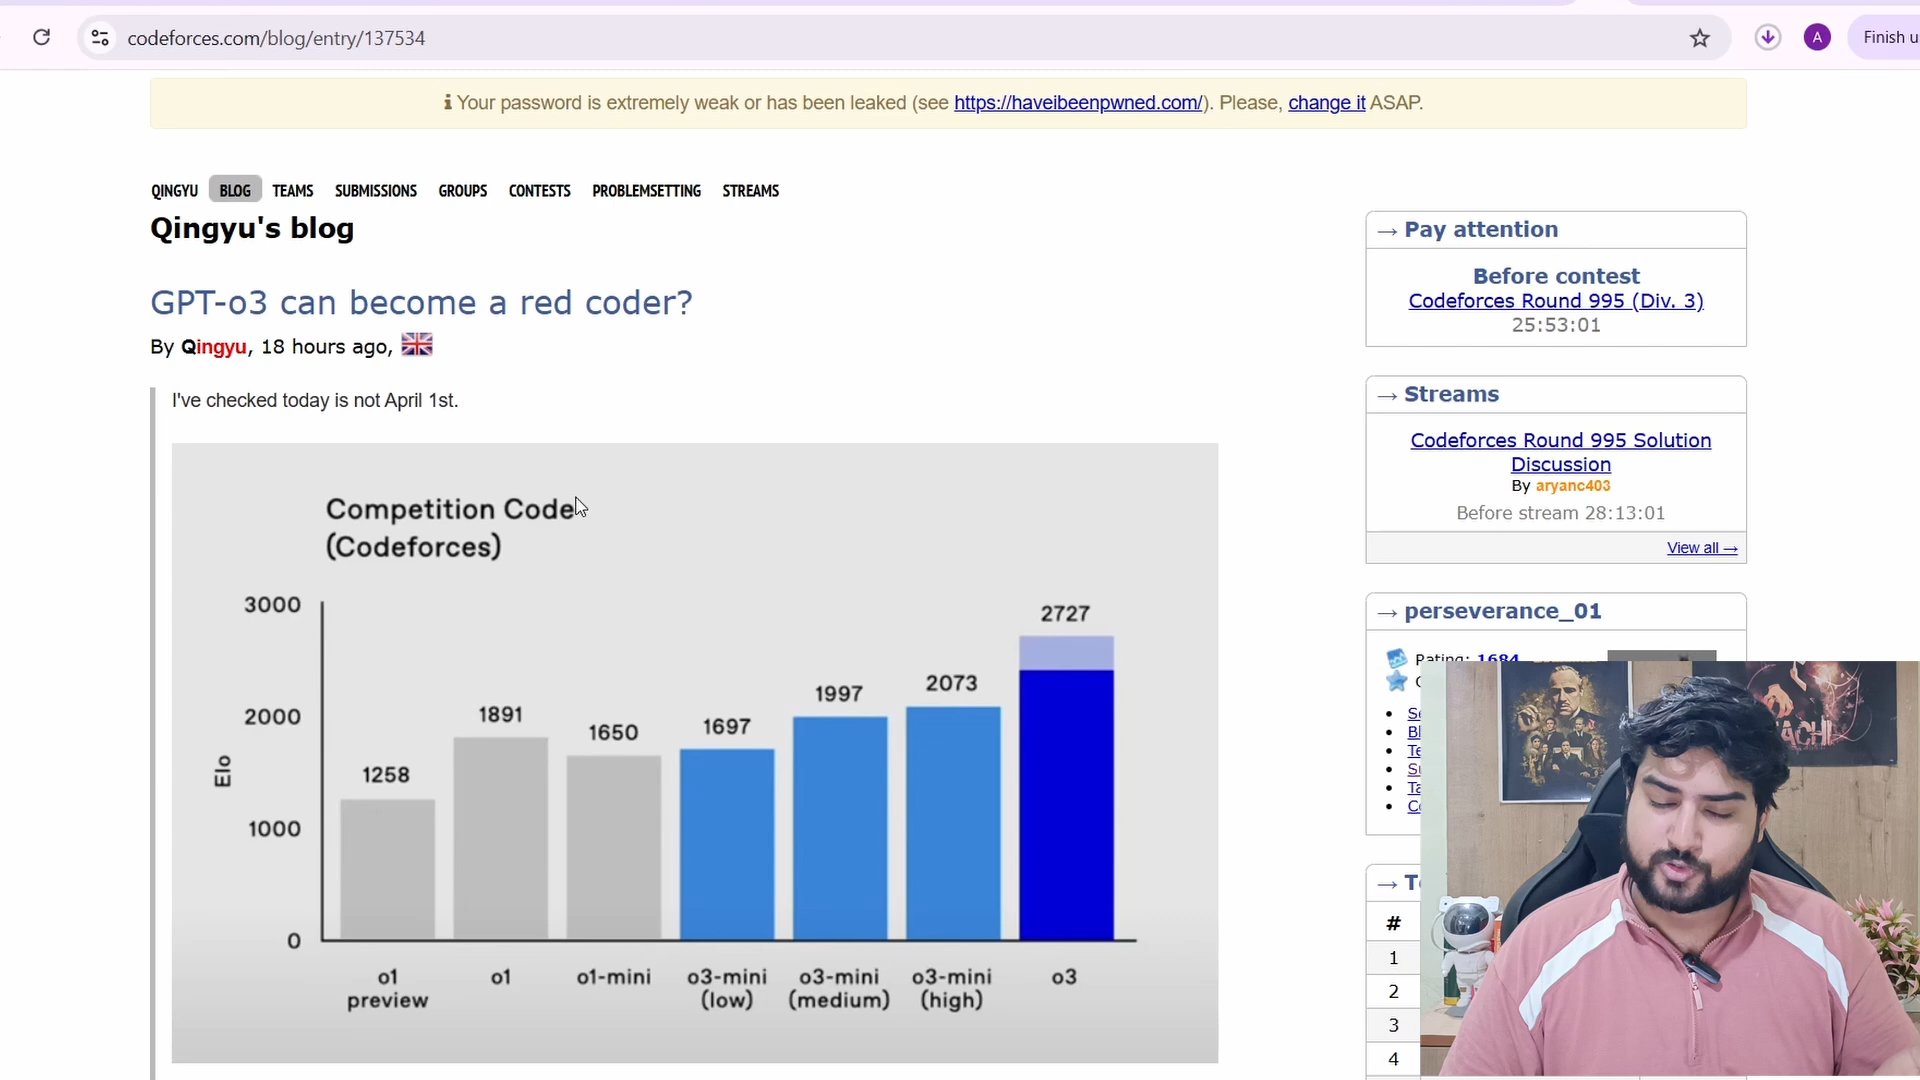 codeforces.com/blog/entry/137534
A
Finish u
Your password is extremely weak or has been leaked (see https://haveibeenpwned.com/). Please, change it ASAP.
QINGYU BLOG TEAMS SUBMISSIONS GROUPS CONTESTS PROBLEMSETTING STREAMS
Qingyu's blog
GPT-o3 can become a red coder?
By Qingyu, 18 hours ago,
I've checked today is not April 1st.
Competition Code
(Codeforces)
3000
2000
1000
0
Elo
1258
1891
1650
1697
1997
2073
2727
o1
preview
o1
o1-mini
o3-mini
(low)
o3-mini
(medium)
o3-mini
(high)
o3
→ Pay attention
Before contest
Codeforces Round 995 (Div. 3)
25:53:01
→ Streams
Codeforces Round 995 Solution
Discussion
By aryanc403
Before stream 28:13:01
View all →
→ perseverance_01
Rating: 1684
#
1
2
3
4